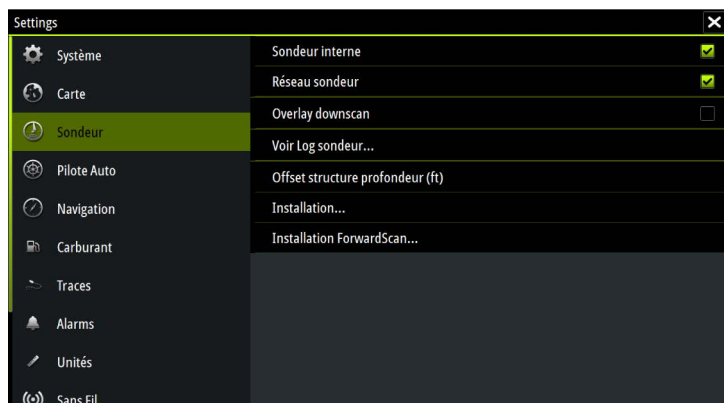 Settings
Système
Carte
Sondeur
Pilote Auto
Navigation
Carburant
Traces
Alarms
Unités
Sans Fil
Sondeur interne
Réseau sondeur
Overlay downscan
Voir Log sondeur...
Offset structure profondeur (ft)
Installation...
Installation ForwardScan...